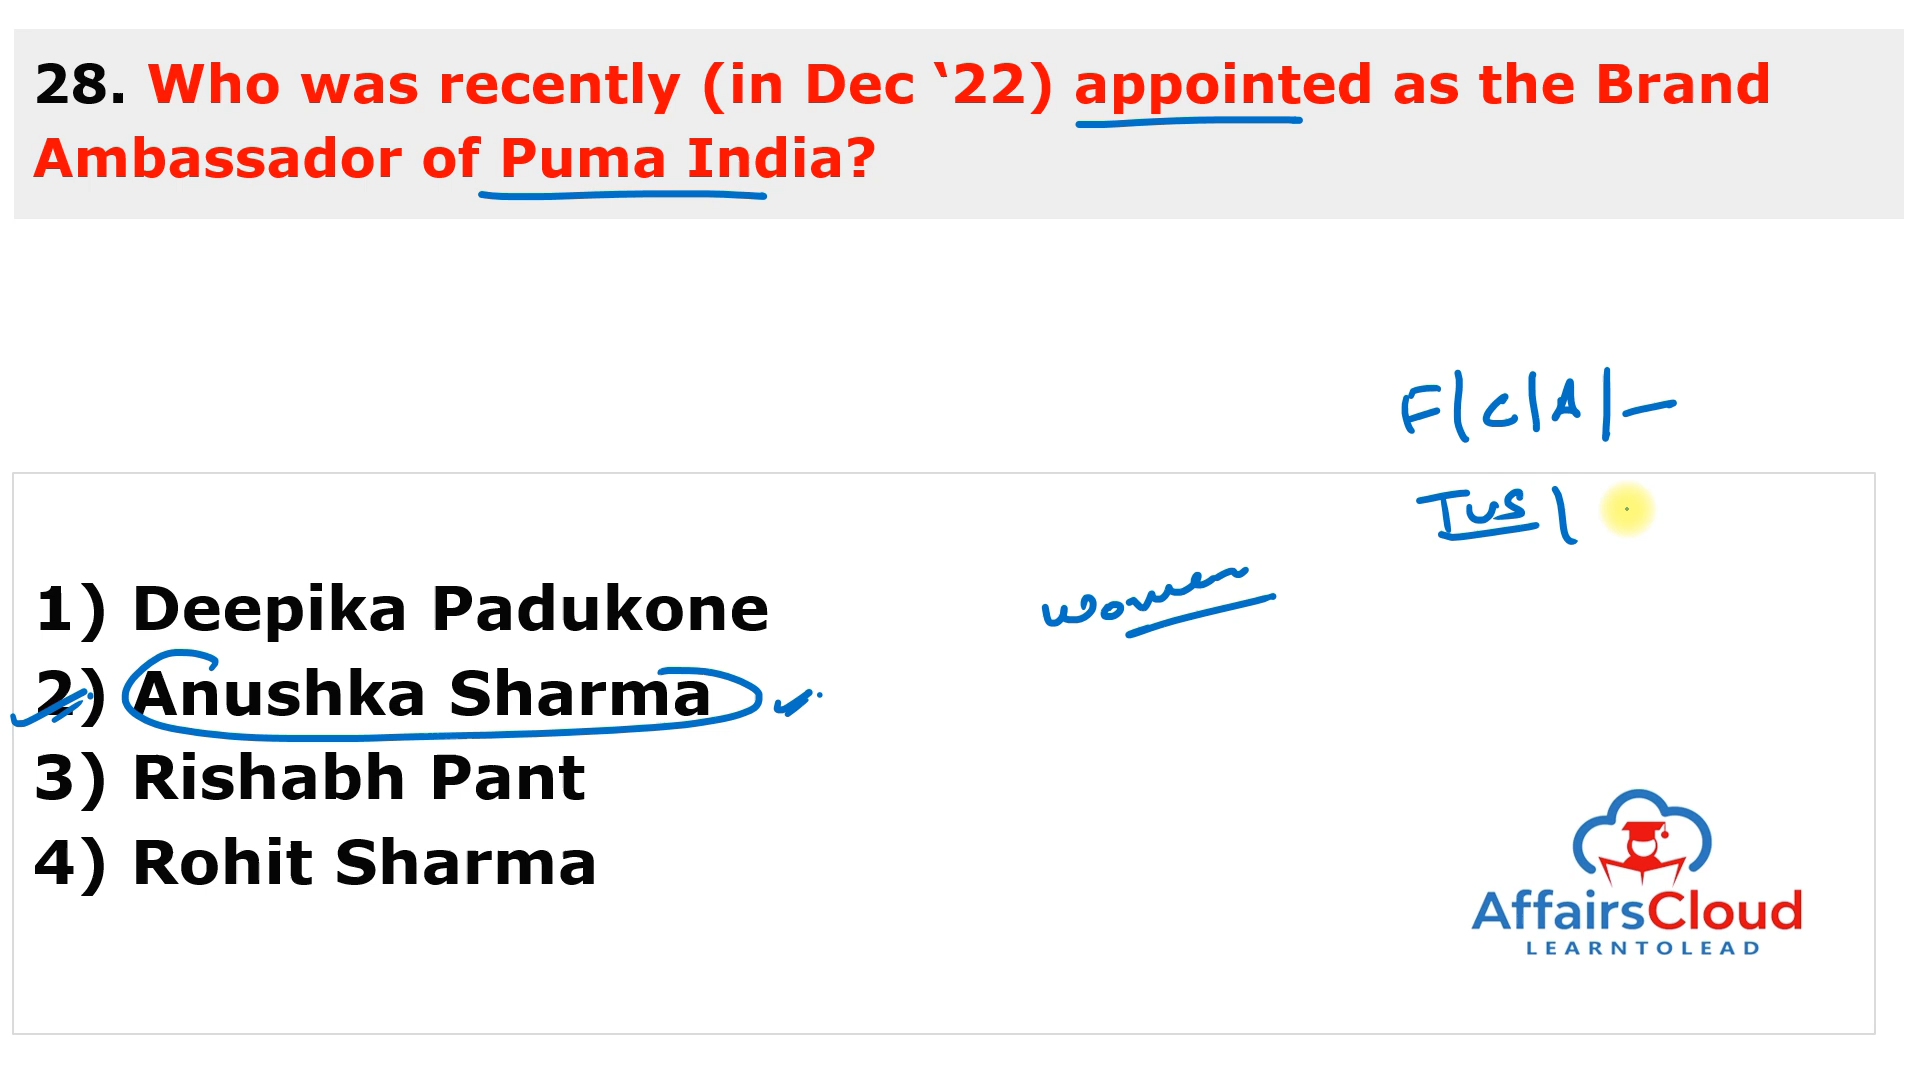 28. Who was recently (in Dec ‘22) appointed as the Brand
Ambassador of Puma India?
F|C|A|—
Tus |
women
1) Deepika Padukone
2) Anushka Sharma
3) Rishabh Pant
4) Rohit Sharma
AffairsCloud
LEARNTOLEAD